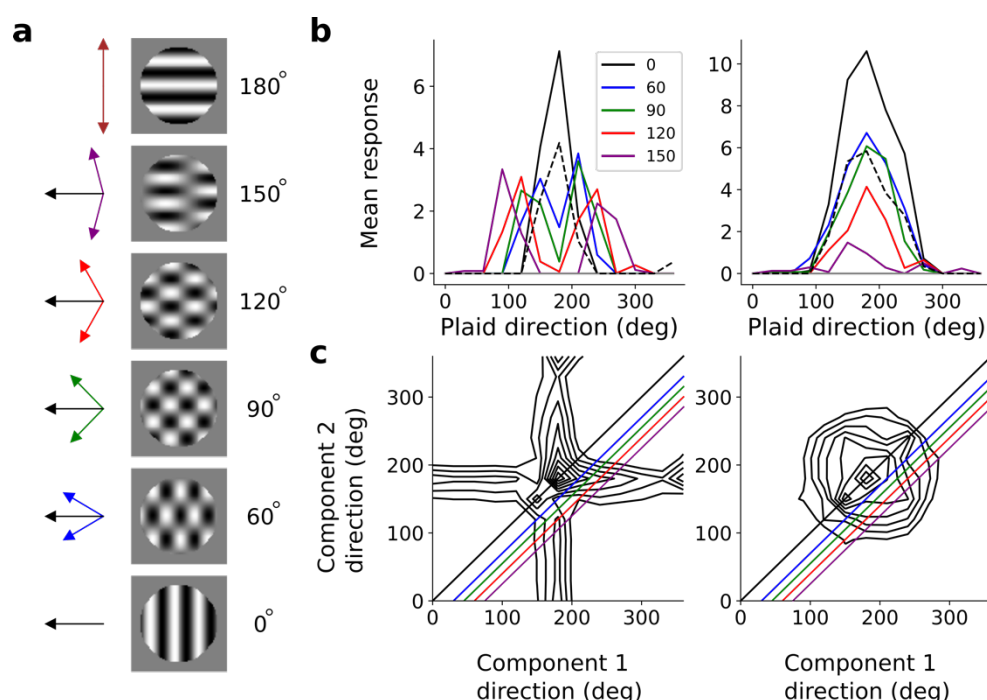 a
180°
150°
120°
90°
60°
0°
b
Mean response
6
4
2
0
0
60
90
120
150
0 100 200 300
Plaid direction (deg)
10
8
6
4
2
0
0 100 200 300
Plaid direction (deg)
c
Component 2
direction (deg)
300
200
100
0
0 100 200 300
Component 1
direction (deg)
300
200
100
0
0 100 200 300
Component 1
direction (deg)